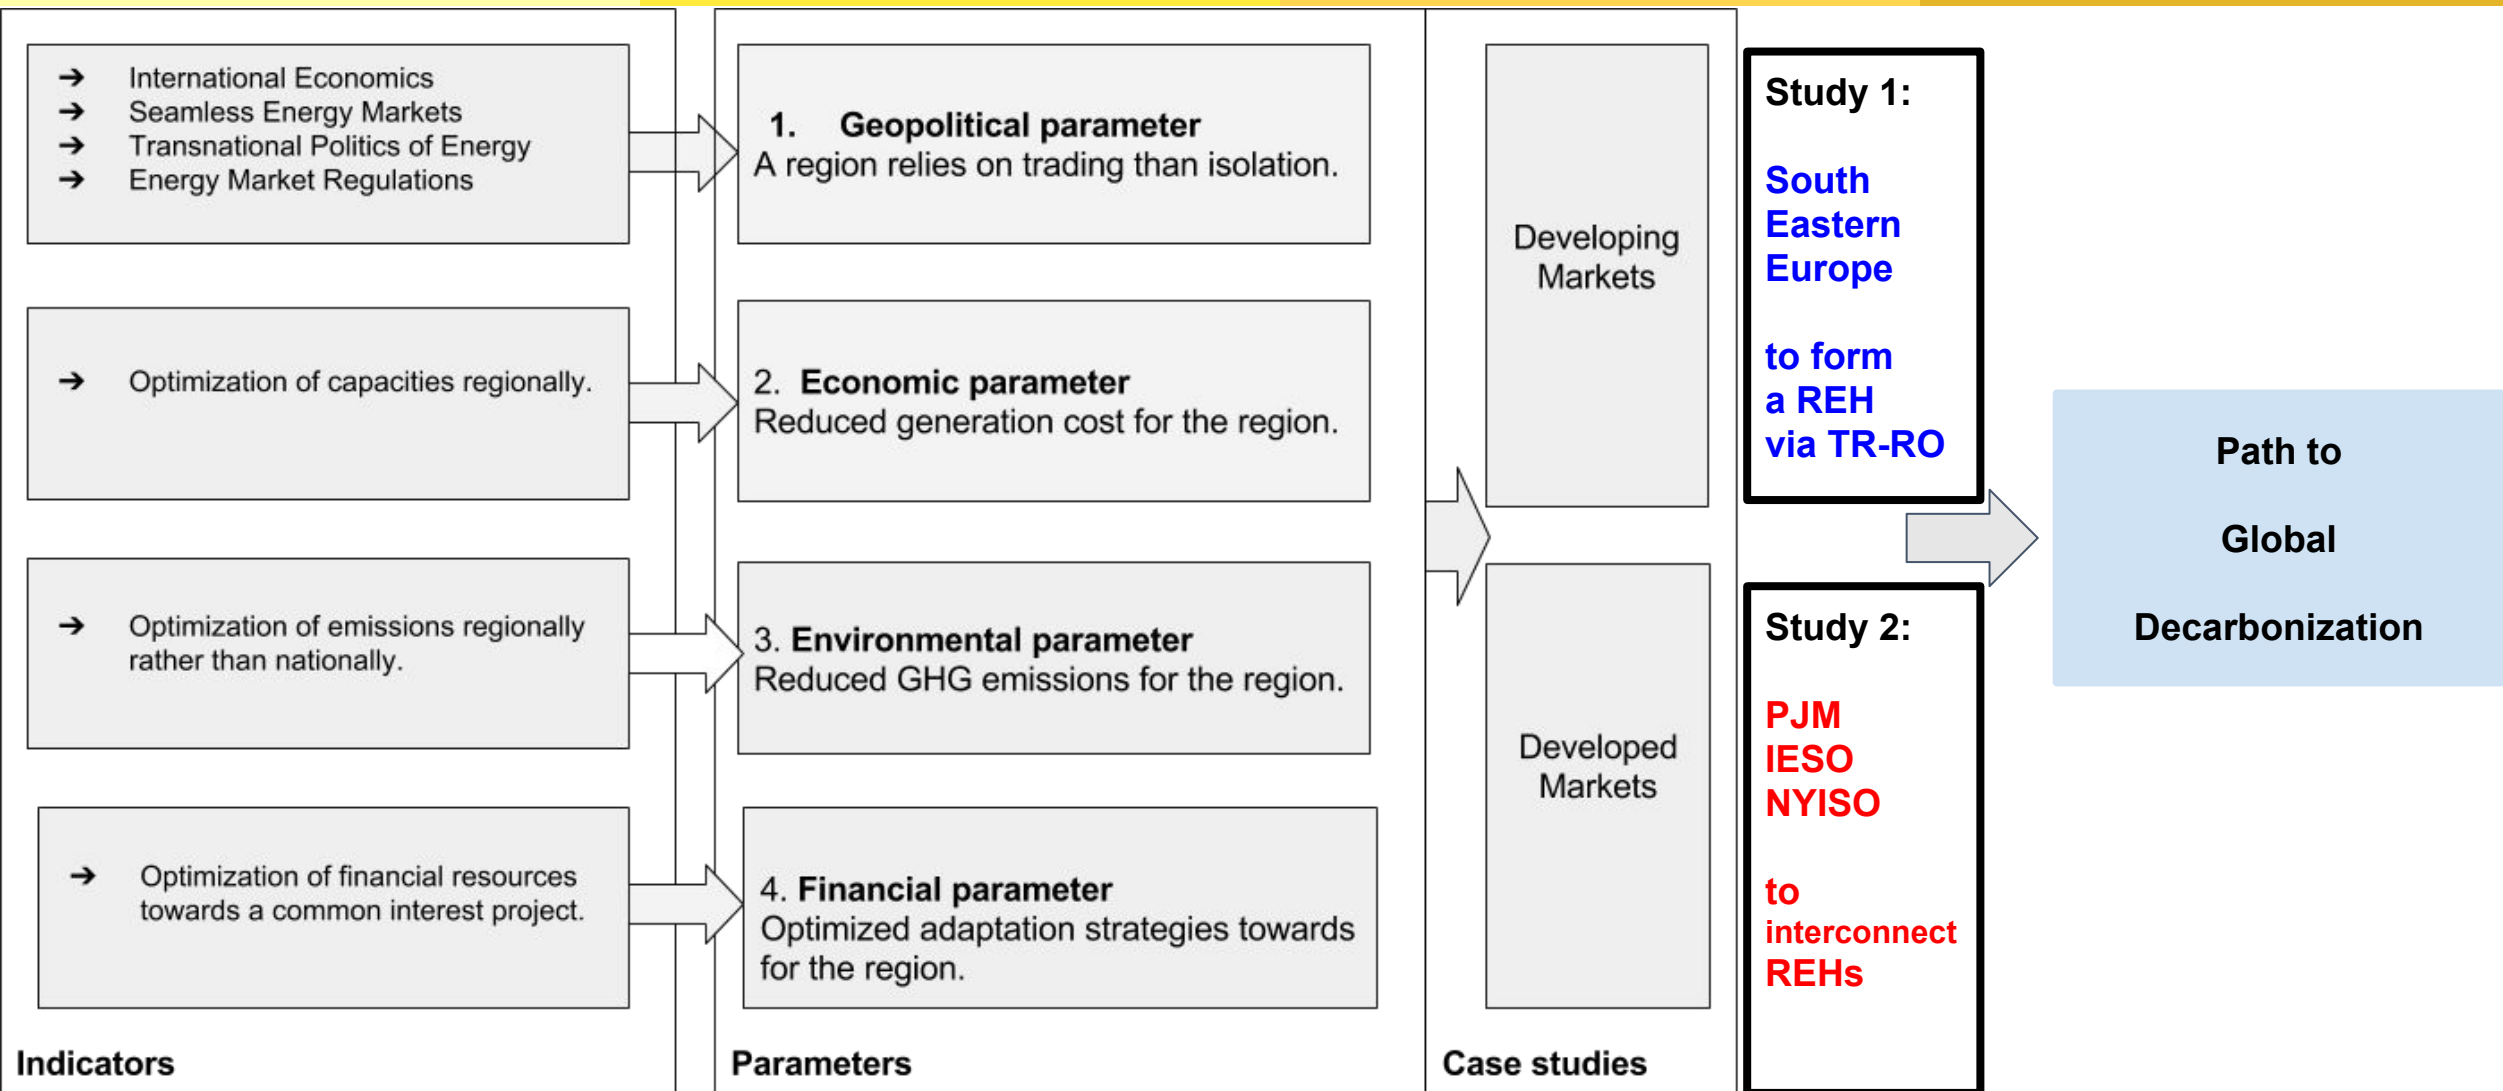 ➔ International Economics
➔ Seamless Energy Markets
➔ Transnational Politics of Energy
➔ Energy Market Regulations
1. Geopolitical parameter
A region relies on trading than isolation.
➔ Optimization of capacities regionally.
2. Economic parameter
Reduced generation cost for the region.
➔ Optimization of emissions regionally
rather than nationally.
3. Environmental parameter
Reduced GHG emissions for the region.
➔ Optimization of financial resources
towards a common interest project.
4. Financial parameter
Optimized adaptation strategies towards
for the region.
Developing
Markets
Developed
Markets
Indicators
Parameters
Case studies
Study 1:
South
Eastern
Europe
to form
a REH
via TR-RO
Study 2:
PJM
IESO
NYISO
to
interconnect
REHs
Path to
Global
Decarbonization